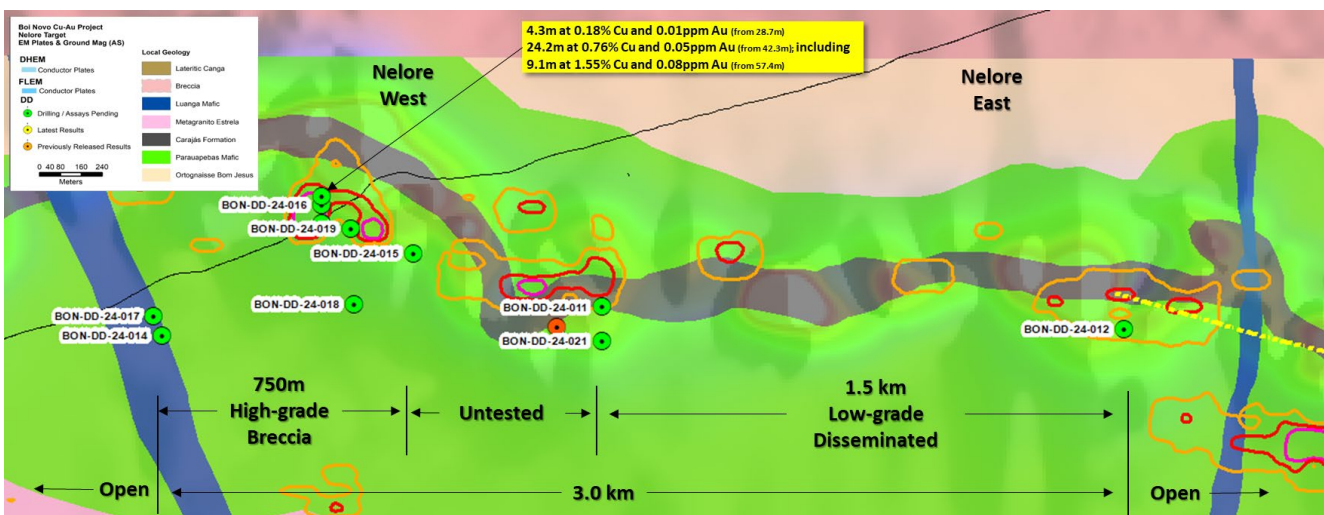 Boi Novo Cu-Au Project
Nelore Target
EM Plates & Ground Mag (AS)
DHEM
Conductor Plates
FLEM
Conductor Plates
DD
Drilling / Assays Pending
Latest Results
Previously Released Results
0 40 80 160 240
Meters
Local Geology
Lateritic Canga
Breccia
Luanga Mafic
Metagranito Estrela
Carajás Formation
Parauapebas Mafic
Ortognaisse Bom Jesus
4.3m at 0.18% Cu and 0.01ppm Au (from 28.7m)
24.2m at 0.76% Cu and 0.05ppm Au (from 42.3m); including
9.1m at 1.55% Cu and 0.08ppm Au (from 57.4m)
Nelore
West
Nelore
East
BON-DD-24-016
BON-DD-24-019
BON-DD-24-015
BON-DD-24-018
BON-DD-24-011
BON-DD-24-017
BON-DD-24-014
BON-DD-24-021
BON-DD-24-012
750m
High-grade
Breccia
Untested
1.5 km
Low-grade
Disseminated
Open
3.0 km
Open